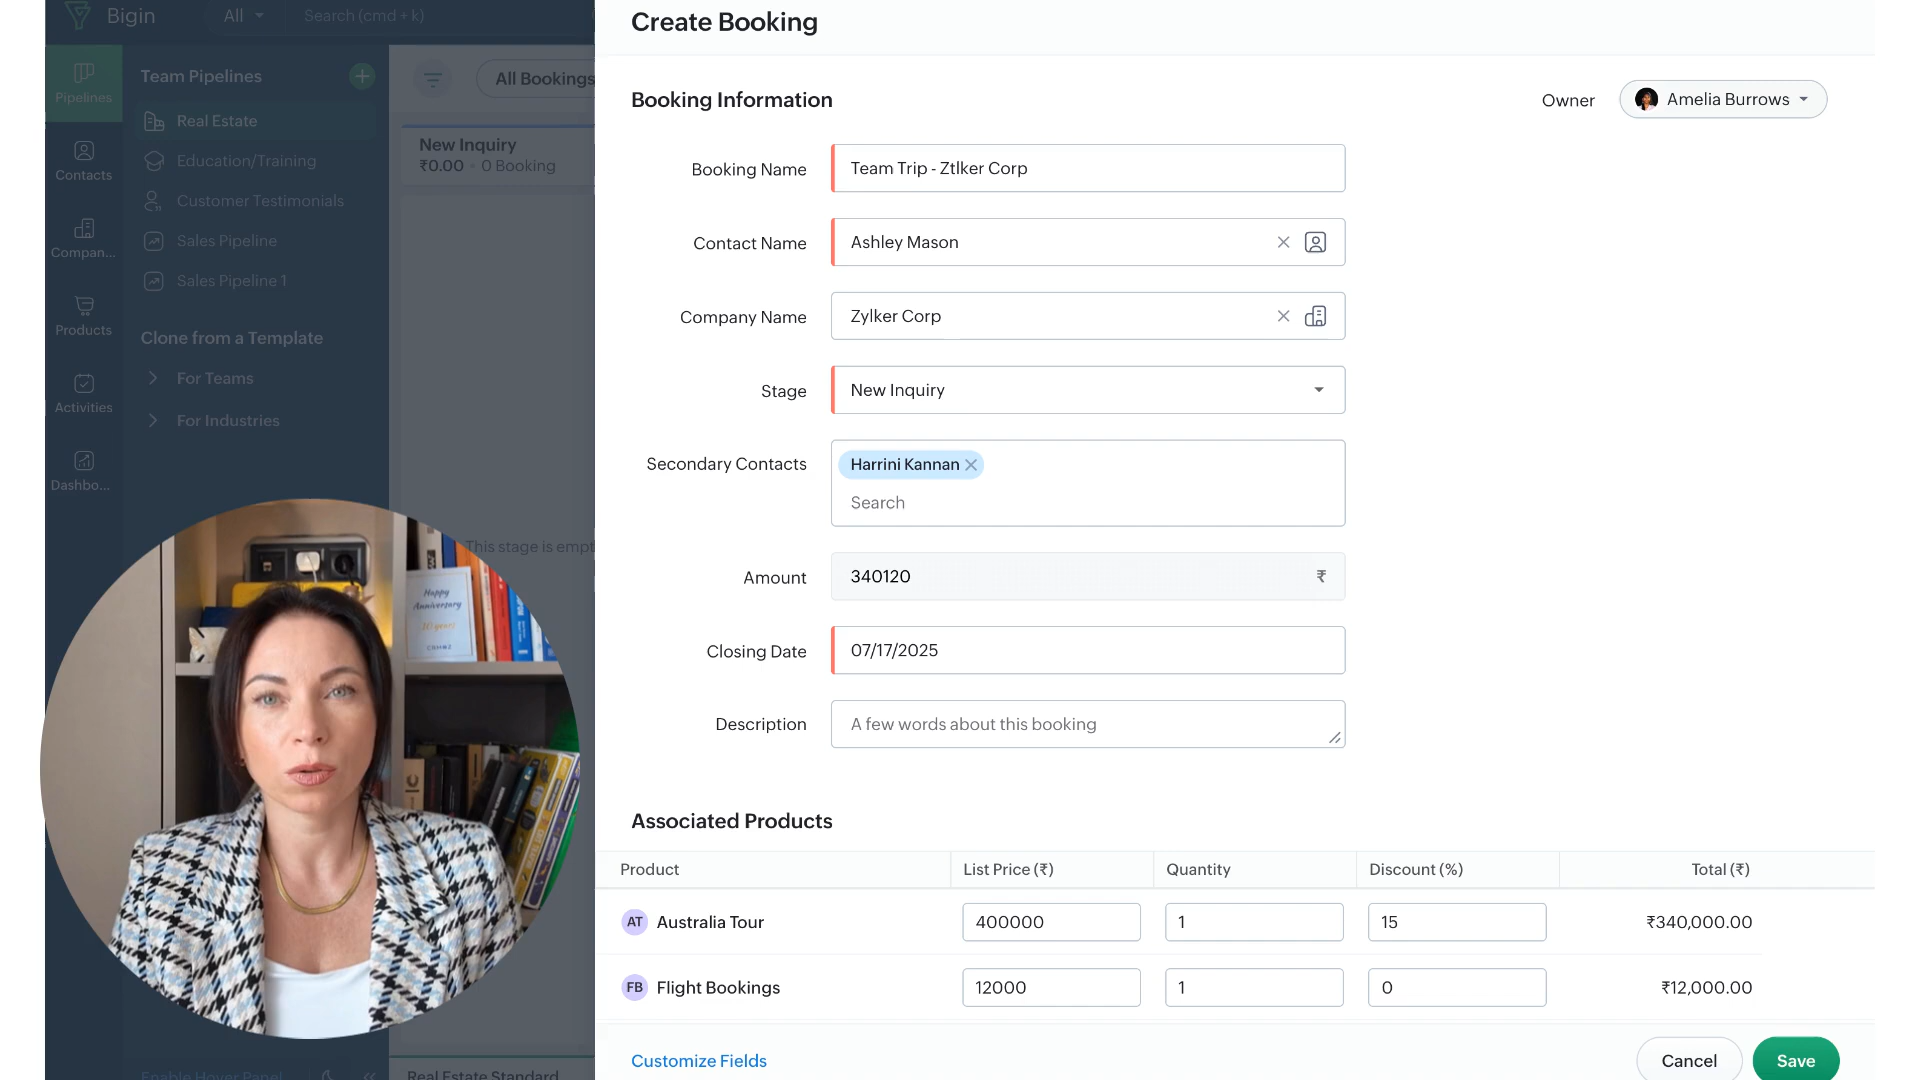 Bigin
All
Search (cmd + k)
Create Booking
Pipelines
Contacts
Compan...
Products
Activities
Dashbo...
Team Pipelines
Real Estate
Education/Training
Customer Testimonials
Sales Pipeline
Sales Pipeline 1
Clone from a Template
For Teams
For Industries
All Bookings
New Inquiry
₹0.00 • 0 Booking
This stage is empt
Happy
Anniversary
10 years
Enable Hover Panel
Real Estate Standard
Booking Information
Owner
Amelia Burrows
Booking Name
Team Trip - Ztlker Corp
Contact Name
Ashley Mason
Company Name
Zylker Corp
Stage
New Inquiry
Secondary Contacts
Harrini Kannan
Search
Amount
340120
₹
Closing Date
07/17/2025
Description
A few words about this booking
Associated Products
Product
List Price (₹)
Quantity
Discount (%)
Total (₹)
AT
Australia Tour
400000
1
15
₹340,000.00
FB
Flight Bookings
12000
1
0
₹12,000.00
Customize Fields
Cancel
Save